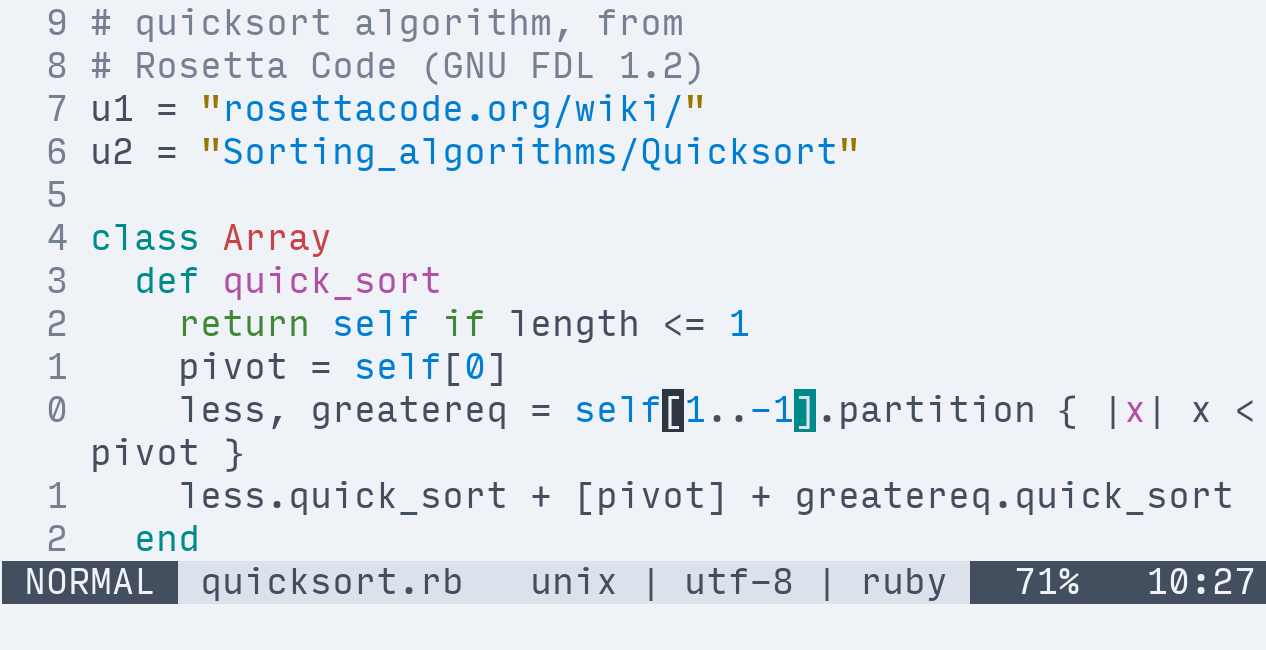 9 # quicksort algorithm, from
8 # Rosetta Code (GNU FDL 1.2)
7 u1 = "rosettacode.org/wiki/"
6 u2 = "Sorting_algorithms/Quicksort"
5
4 class Array
3   def quick_sort
2     return self if length <= 1
1     pivot = self[0]
0     less, greatereq = self[1..-1].partition { |x| x <
pivot }
1     less.quick_sort + [pivot] + greatereq.quick_sort
2   end
NORMAL quicksort.rb unix | utf-8 | ruby 71% 10:27